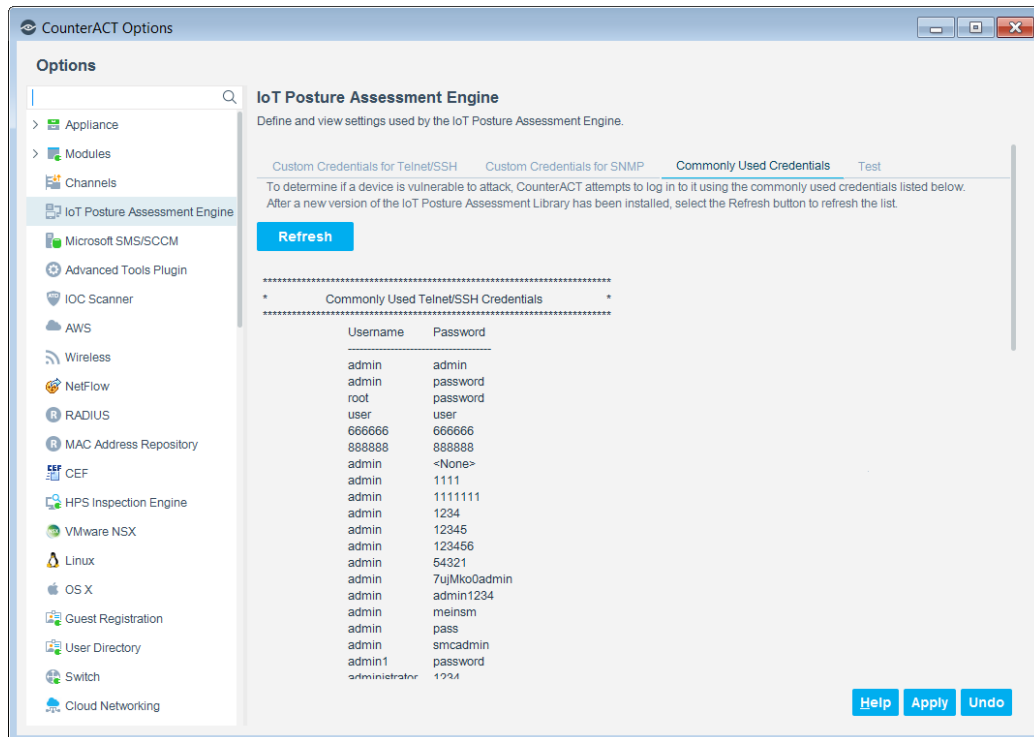 CounterACT Options
Options
Appliance
Modules
Channels
IoT Posture Assessment Engine
Microsoft SMS/SCCM
Advanced Tools Plugin
IOC Scanner
AWS
Wireless
NetFlow
R RADIUS
R MAC Address Repository
CEF CEF
HPS Inspection Engine
VMware NSX
Linux
OS X
Guest Registration
User Directory
Switch
Cloud Networking
IoT Posture Assessment Engine
Define and view settings used by the IoT Posture Assessment Engine.
Custom Credentials for Telnet/SSH Custom Credentials for SNMP Commonly Used Credentials Test
To determine if a device is vulnerable to attack, CounterACT attempts to log in to it using the commonly used credentials listed below.
After a new version of the IoT Posture Assessment Library has been installed, select the Refresh button to refresh the list.
Refresh
* Commonly Used Telnet/SSH Credentials *
Username Password
admin admin
admin password
root password
user user
666666 666666
888888 888888
admin <None>
admin 1111
admin 1111111
admin 1234
admin 12345
admin 123456
admin 54321
admin 7ujMko0admin
admin admin1234
admin meinsm
admin pass
admin smcadmin
admin1 password
administrator 1234
Help Apply Undo